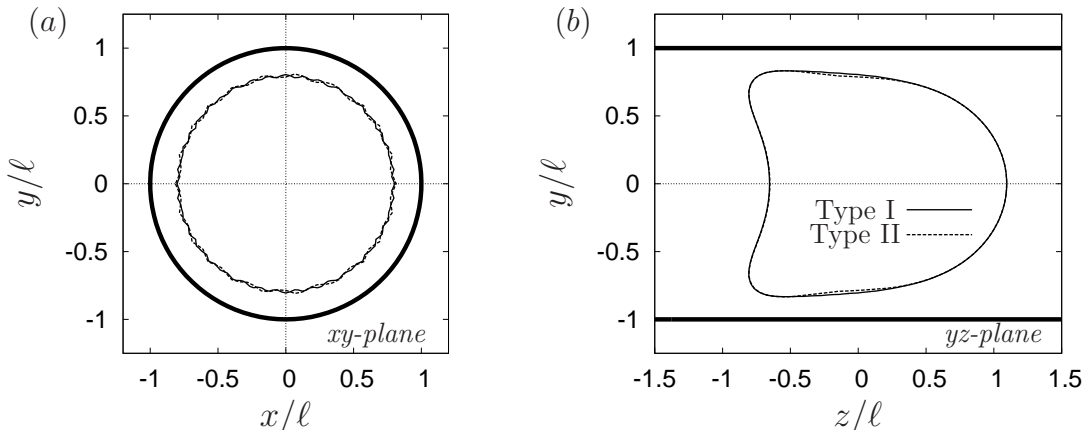 (a)
1
0.5
0
-0.5
-1
y/ℓ
xy-plane
-1 -0.5 0 0.5 1
x/ℓ
(b)
1
0.5
0
-0.5
-1
y/ℓ
Type I
Type II
yz-plane
-1.5 -1 -0.5 0 0.5 1 1.5
z/ℓ